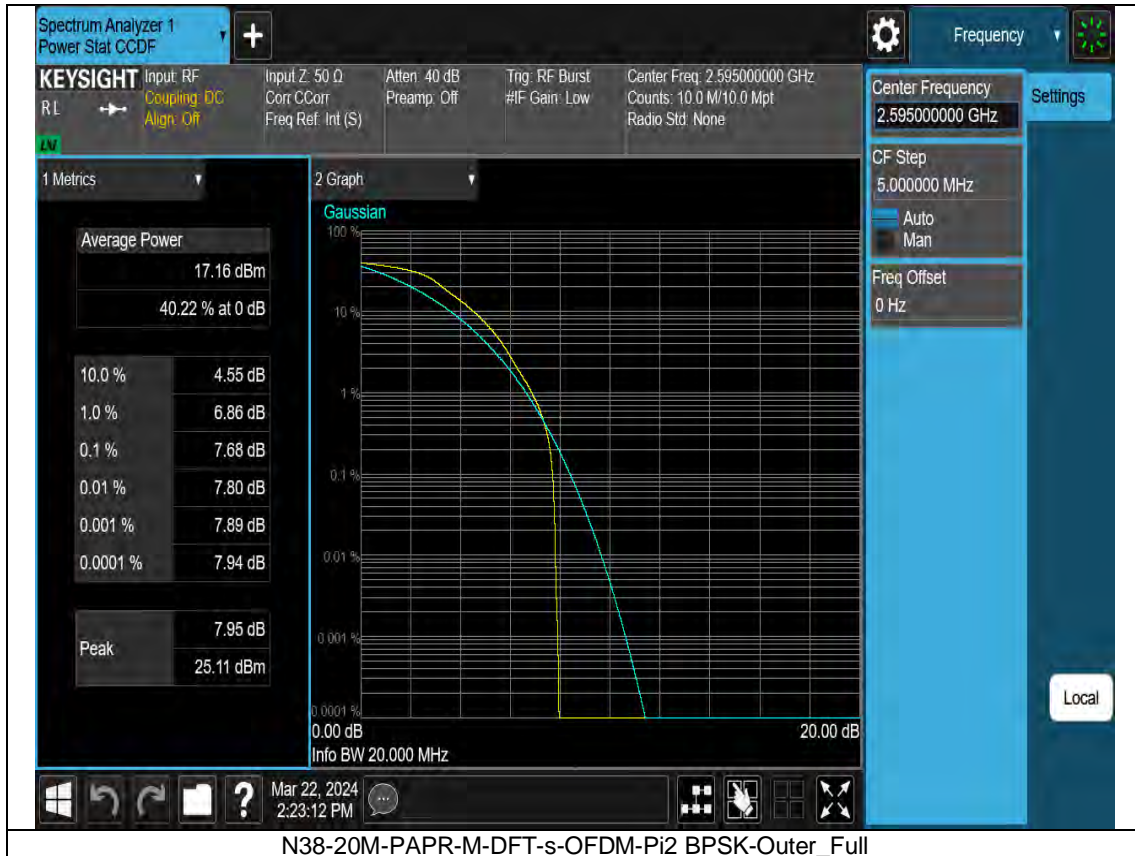 Spectrum Analyzer 1
Power Stat CCDF
Frequency
KEYSIGHT
R L
LNI
Input: RF
Coupling: DC
Align: Off
Input Z: 50 Ω
Corr CCorr
Freq Ref: Int (S)
Atten: 40 dB
Preamp: Off
Trig: RF Burst
#IF Gain: Low
Center Freq: 2.595000000 GHz
Counts: 10.0 M/10.0 Mpt
Radio Std: None
Center Frequency
2.595000000 GHz
Settings
CF Step
5.000000 MHz
Auto
Man
Freq Offset
0 Hz
1 Metrics
Average Power
17.16 dBm
40.22 % at 0 dB
10.0 % 4.55 dB
1.0 % 6.86 dB
0.1 % 7.68 dB
0.01 % 7.80 dB
0.001 % 7.89 dB
0.0001 % 7.94 dB
Peak
7.95 dB
25.11 dBm
2 Graph
Gaussian
100 %
10 %
1 %
0.1 %
0.01 %
0.001 %
0.0001 %
0.00 dB
20.00 dB
Info BW 20.000 MHz
Local
?
Mar 22, 2024
2:23:12 PM
N38-20M-PAPR-M-DFT-s-OFDM-Pi2 BPSK-Outer_Full